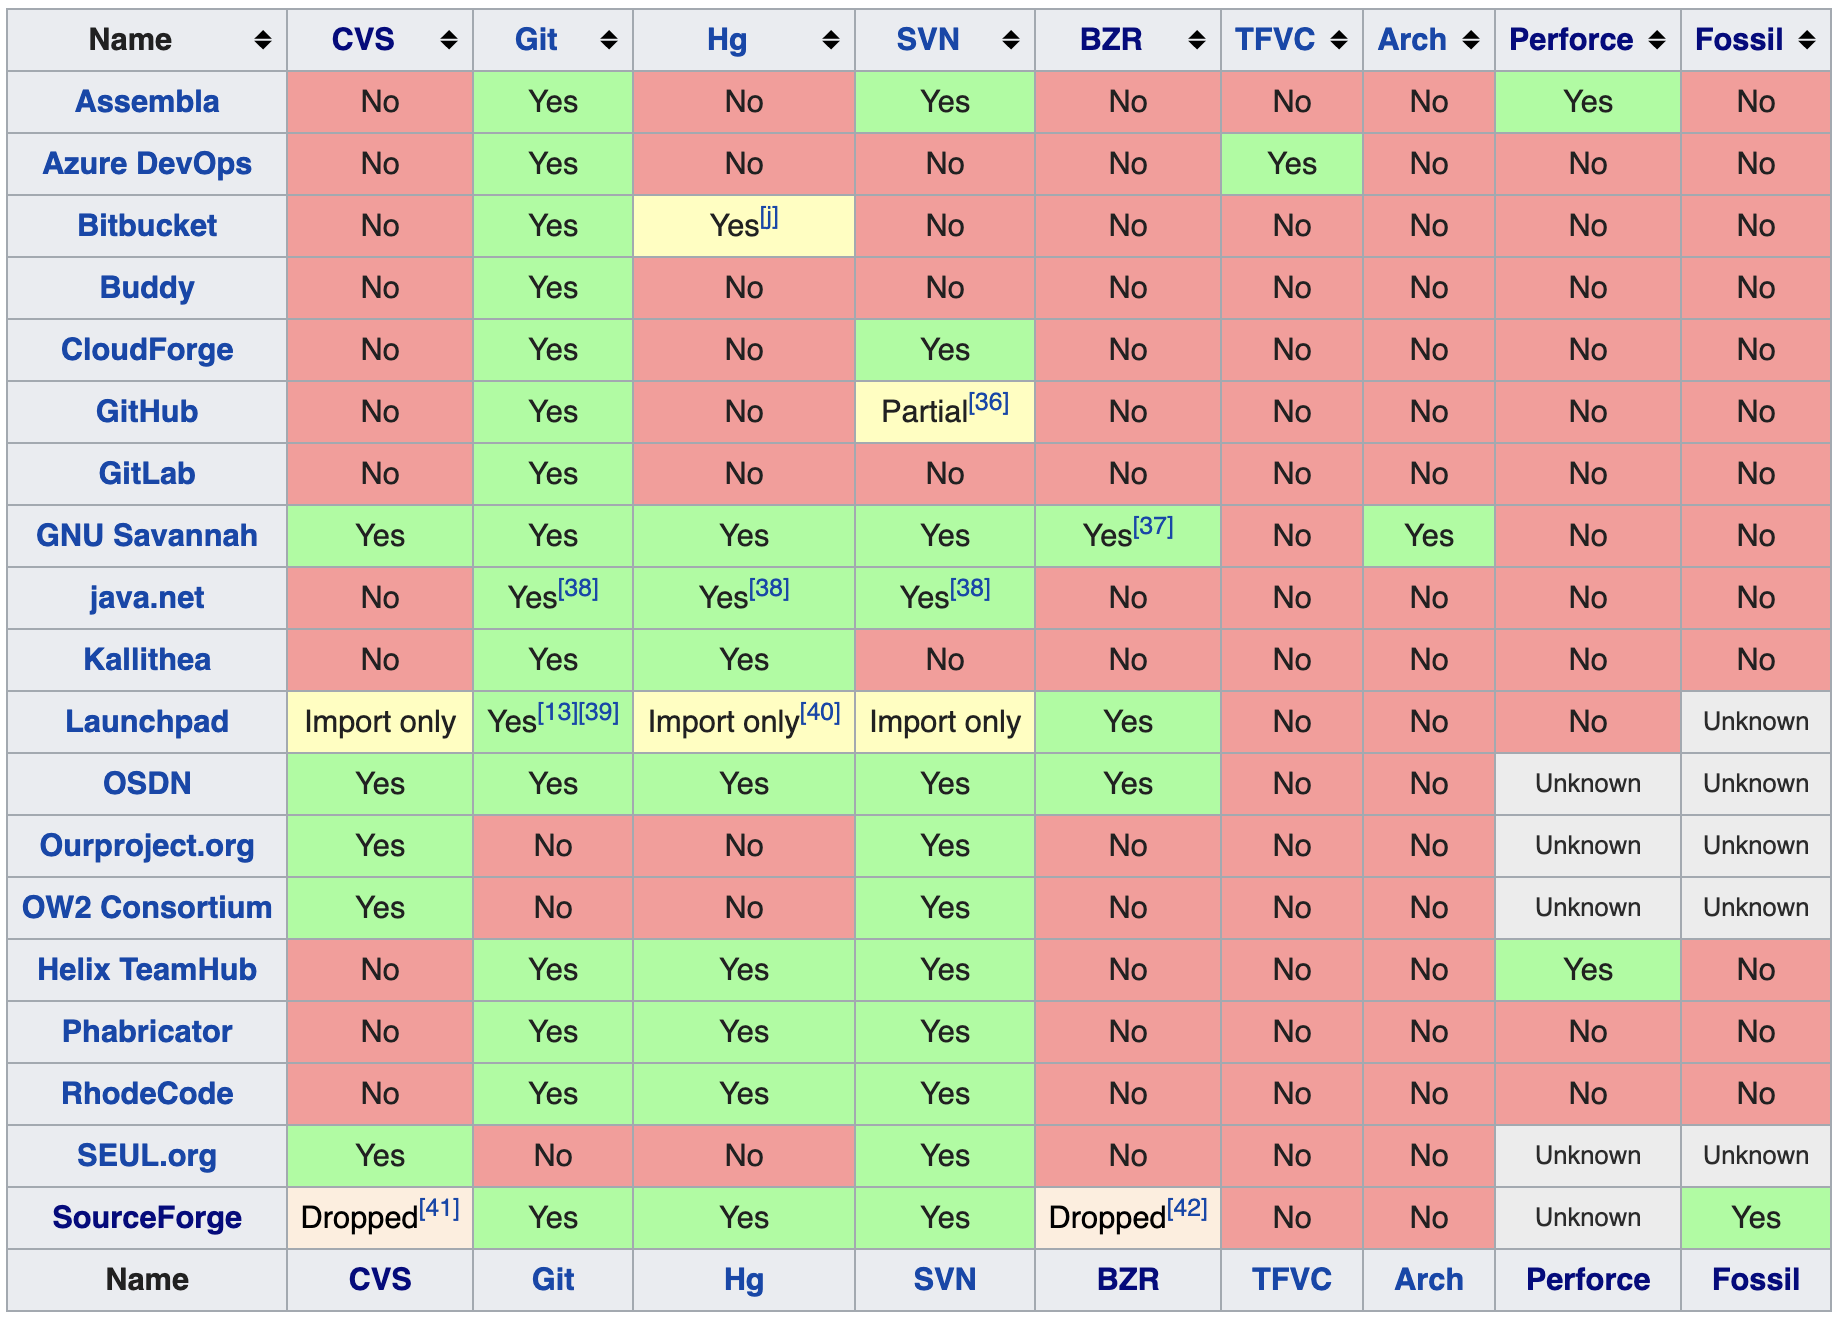 Name CVS Git Hg SVN BZR TFVC Arch Perforce Fossil
Assembla No Yes No Yes No No No Yes No
Azure DevOps No Yes No No No Yes No No No
Bitbucket No Yes Yes[j] No No No No No No
Buddy No Yes No No No No No No No
CloudForge No Yes No Yes No No No No No
GitHub No Yes No Partial[36] No No No No No
GitLab No Yes No No No No No No No
GNU Savannah Yes Yes Yes Yes Yes[37] No Yes No No
java.net No Yes[38] Yes[38] Yes[38] No No No No No
Kallithea No Yes Yes No No No No No No
Launchpad Import only Yes[13][39] Import only[40] Import only Yes No No No Unknown
OSDN Yes Yes Yes Yes Yes No No Unknown Unknown
Ourproject.org Yes No No Yes No No No Unknown Unknown
OW2 Consortium Yes No No Yes No No No Unknown Unknown
Helix TeamHub No Yes Yes Yes No No No Yes No
Phabricator No Yes Yes Yes No No No No No
RhodeCode No Yes Yes Yes No No No No No
SEUL.org Yes No No Yes No No No Unknown Unknown
SourceForge Dropped[41] Yes Yes Yes Dropped[42] No No Unknown Yes
Name CVS Git Hg SVN BZR TFVC Arch Perforce Fossil